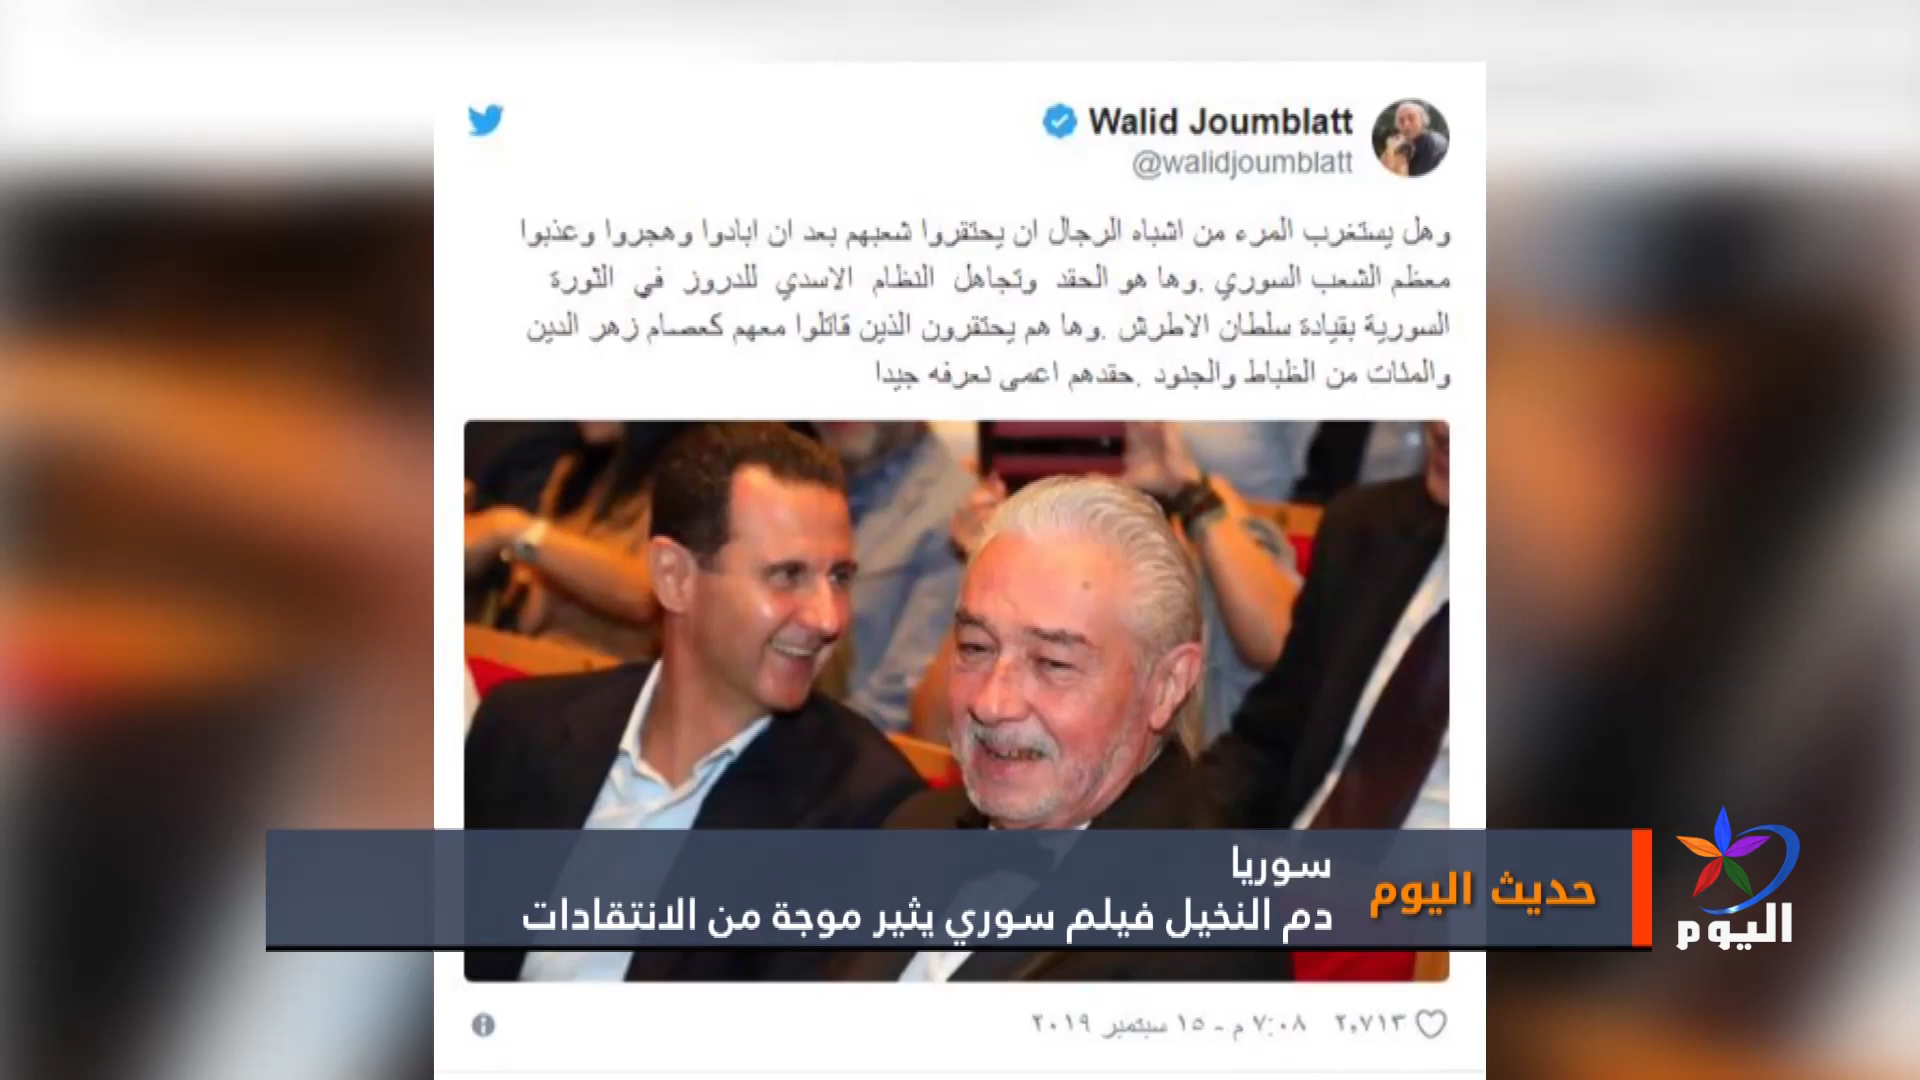 Walid Joumblatt
@walidjoumblatt
وهل يستغرب المرء من اشباه الرجال ان يحتقروا شعبهم بعد ان ابادوا وهجروا وعذبوا
معظم الشعب السوري .وها هو الحقد وتجاهل النظام الاسدي للدروز في الثورة
السورية بقيادة سلطان الاطرش .وها هم يحتقرون الذين قاتلوا معهم كعصام زهر الدين
والمئات من الظباط والجنود .حقدهم اعمى نعرفه جيدا
سوريا
حديث اليوم
دم النخيل فيلم سوري يثير موجة من الانتقادات
اليوم
٢,٧١٣ ٧:٠٨ م - ١٥ سبتمبر ٢٠١٩